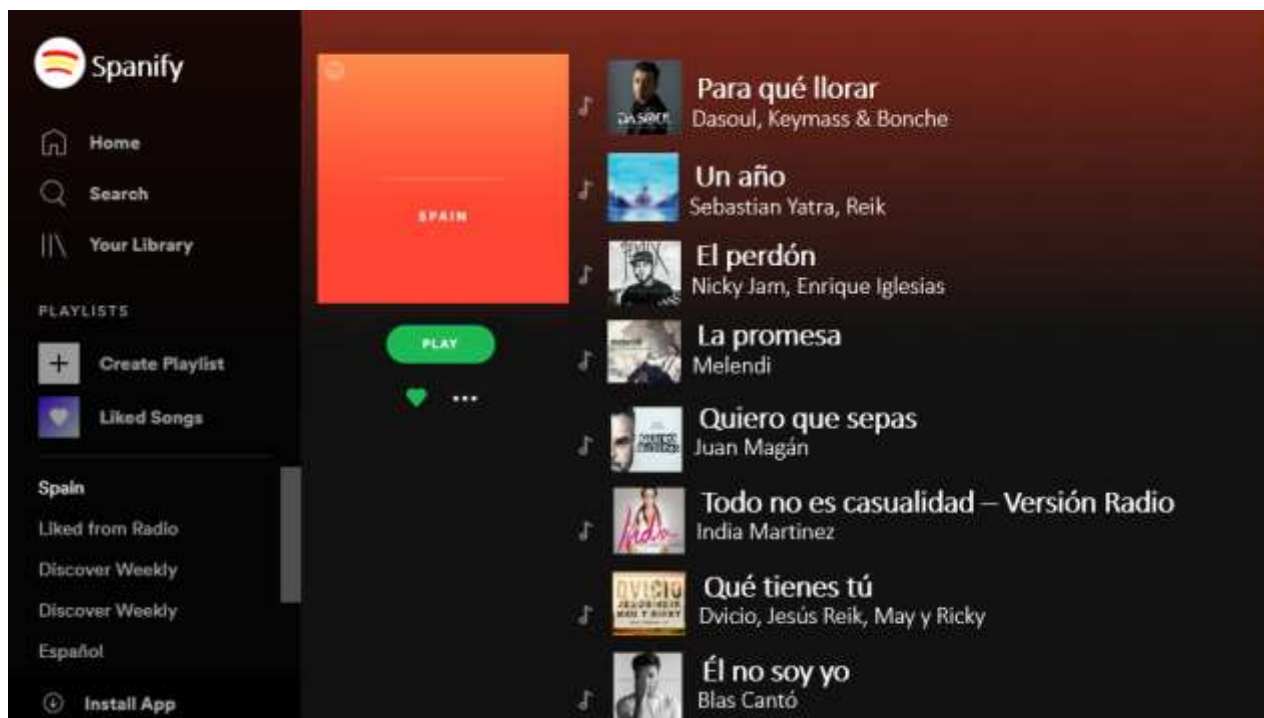 Spanify
Home
Search
Your Library
PLAYLISTS
Create Playlist
Liked Songs
Spain
Liked from Radio
Discover Weekly
Discover Weekly
Español
Install App
SPAIN
PLAY
Para qué llorar
Dasoul, Keymass & Bonche
DASOUL
Un año
Sebastian Yatra, Reik
El perdón
Nicky Jam, Enrique Iglesias
La promesa
Melendi
Quiero que sepas
Juan Magán
Todo no es casualidad – Versión Radio
India Martinez
Qué tienes tú
Dvicio, Jesús Reik, May y Ricky
DVICIO
Él no soy yo
Blas Cantó